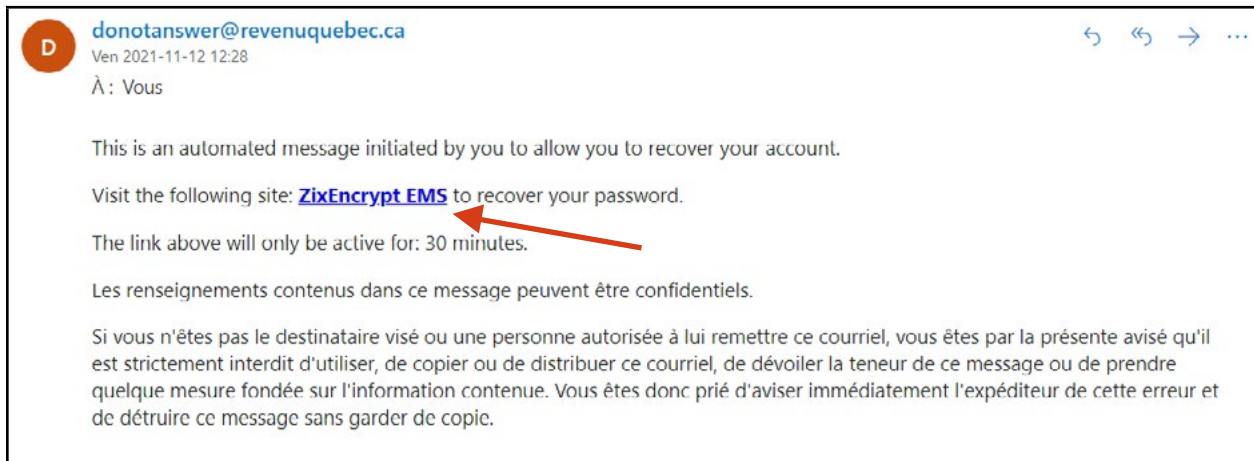 D
donotanswer@revenuquebec.ca
Ven 2021-11-12 12:28
À : Vous
This is an automated message initiated by you to allow you to recover your account.
Visit the following site: ZixEncrypt EMS to recover your password.
The link above will only be active for: 30 minutes.
Les renseignements contenus dans ce message peuvent être confidentiels.
Si vous n'êtes pas le destinataire visé ou une personne autorisée à lui remettre ce courriel, vous êtes par la présente avisé qu'il
est strictement interdit d'utiliser, de copier ou de distribuer ce courriel, de dévoiler la teneur de ce message ou de prendre
quelque mesure fondée sur l'information contenue. Vous êtes donc prié d'aviser immédiatement l'expéditeur de cette erreur et
de détruire ce message sans garder de copie.